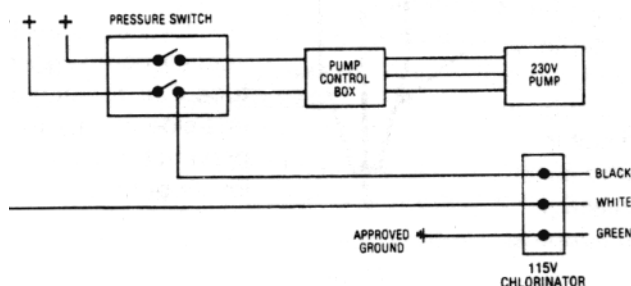 + +
PRESSURE SWITCH
PUMP
CONTROL
BOX
230V
PUMP
BLACK
WHITE
APPROVED
GROUND
GREEN
115V
CHLORINATOR